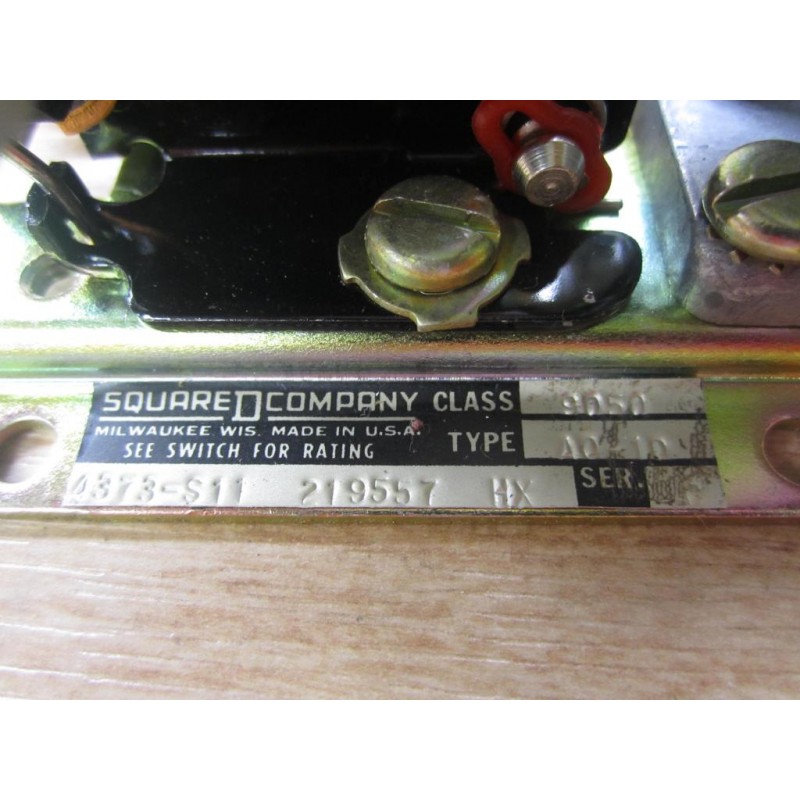 SQUARE D COMPANY CLASS 9050
MILWAUKEE, WIS. MADE IN U.S.A. TYPE
SEE SWITCH FOR RATING
4373-S11 219557 HX SER.